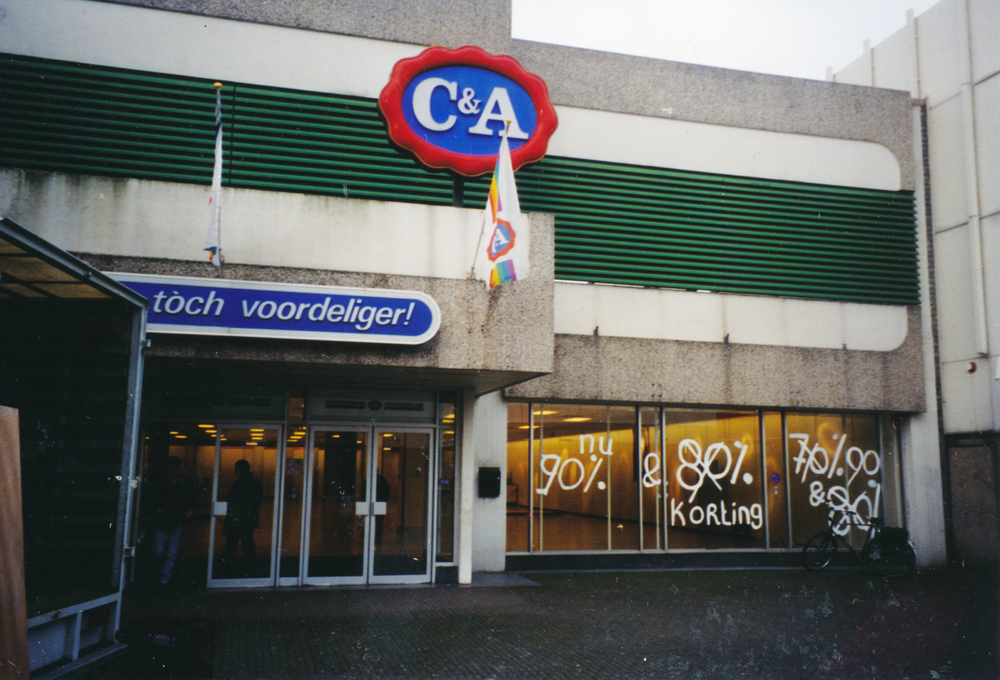 C&A
C&A
tòch voordeliger!
nu
90% & 80%
korting
70% 90
& 80%